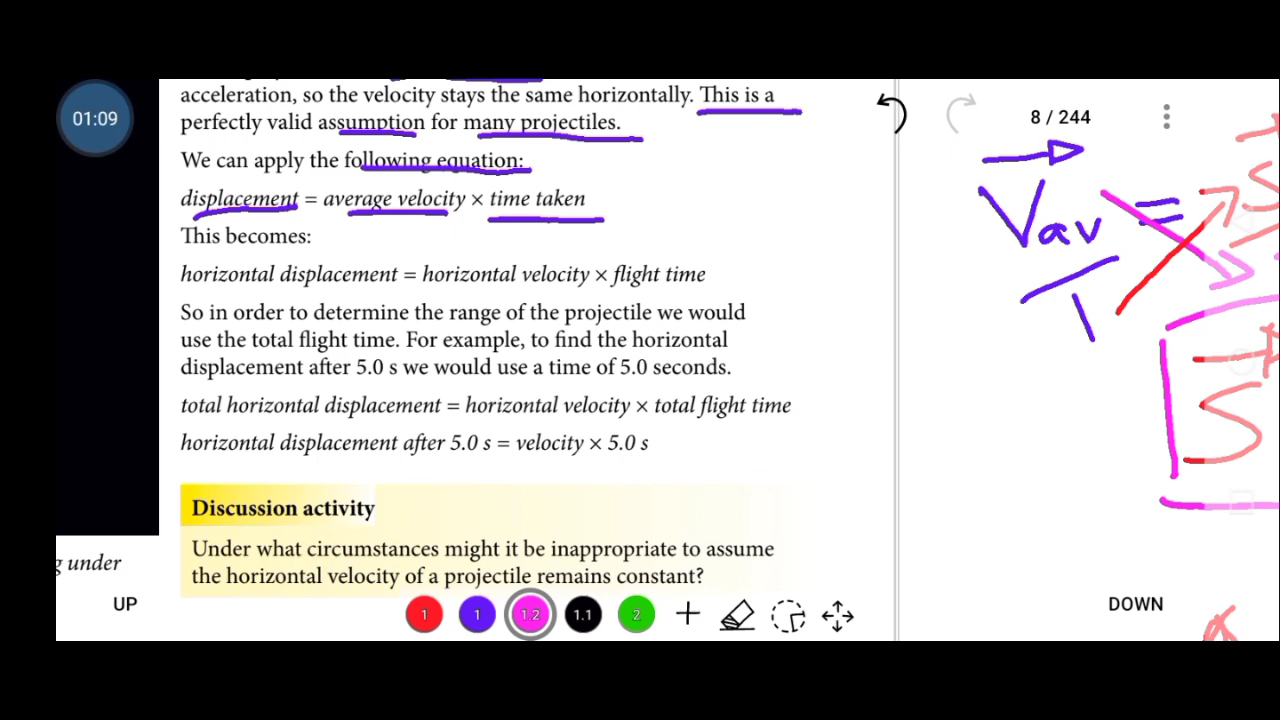 01:09
acceleration, so the velocity stays the same horizontally. This is a
perfectly valid assumption for many projectiles.
We can apply the following equation:
displacement = average velocity × time taken
This becomes:
horizontal displacement = horizontal velocity × flight time
So in order to determine the range of the projectile we would
use the total flight time. For example, to find the horizontal
displacement after 5.0 s we would use a time of 5.0 seconds.
total horizontal displacement = horizontal velocity × total flight time
horizontal displacement after 5.0 s = velocity × 5.0 s
Discussion activity
Under what circumstances might it be inappropriate to assume
the horizontal velocity of a projectile remains constant?
g under
UP
1 1 1.2 1.1 2
8 / 244
Vav =
1
S
S
DOWN